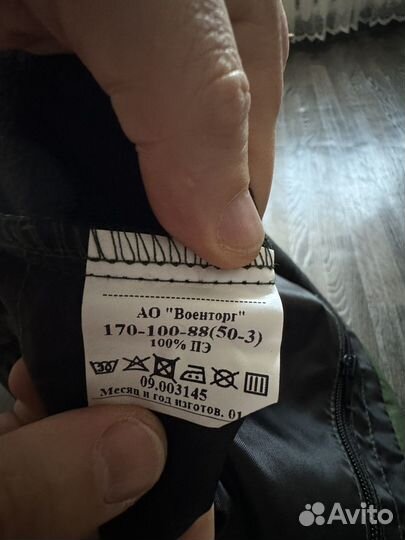 АО "Военторг"
170-100-88(50-3)
100% ПЭ
09.003145
Месяц и год изготов. 01
Avito